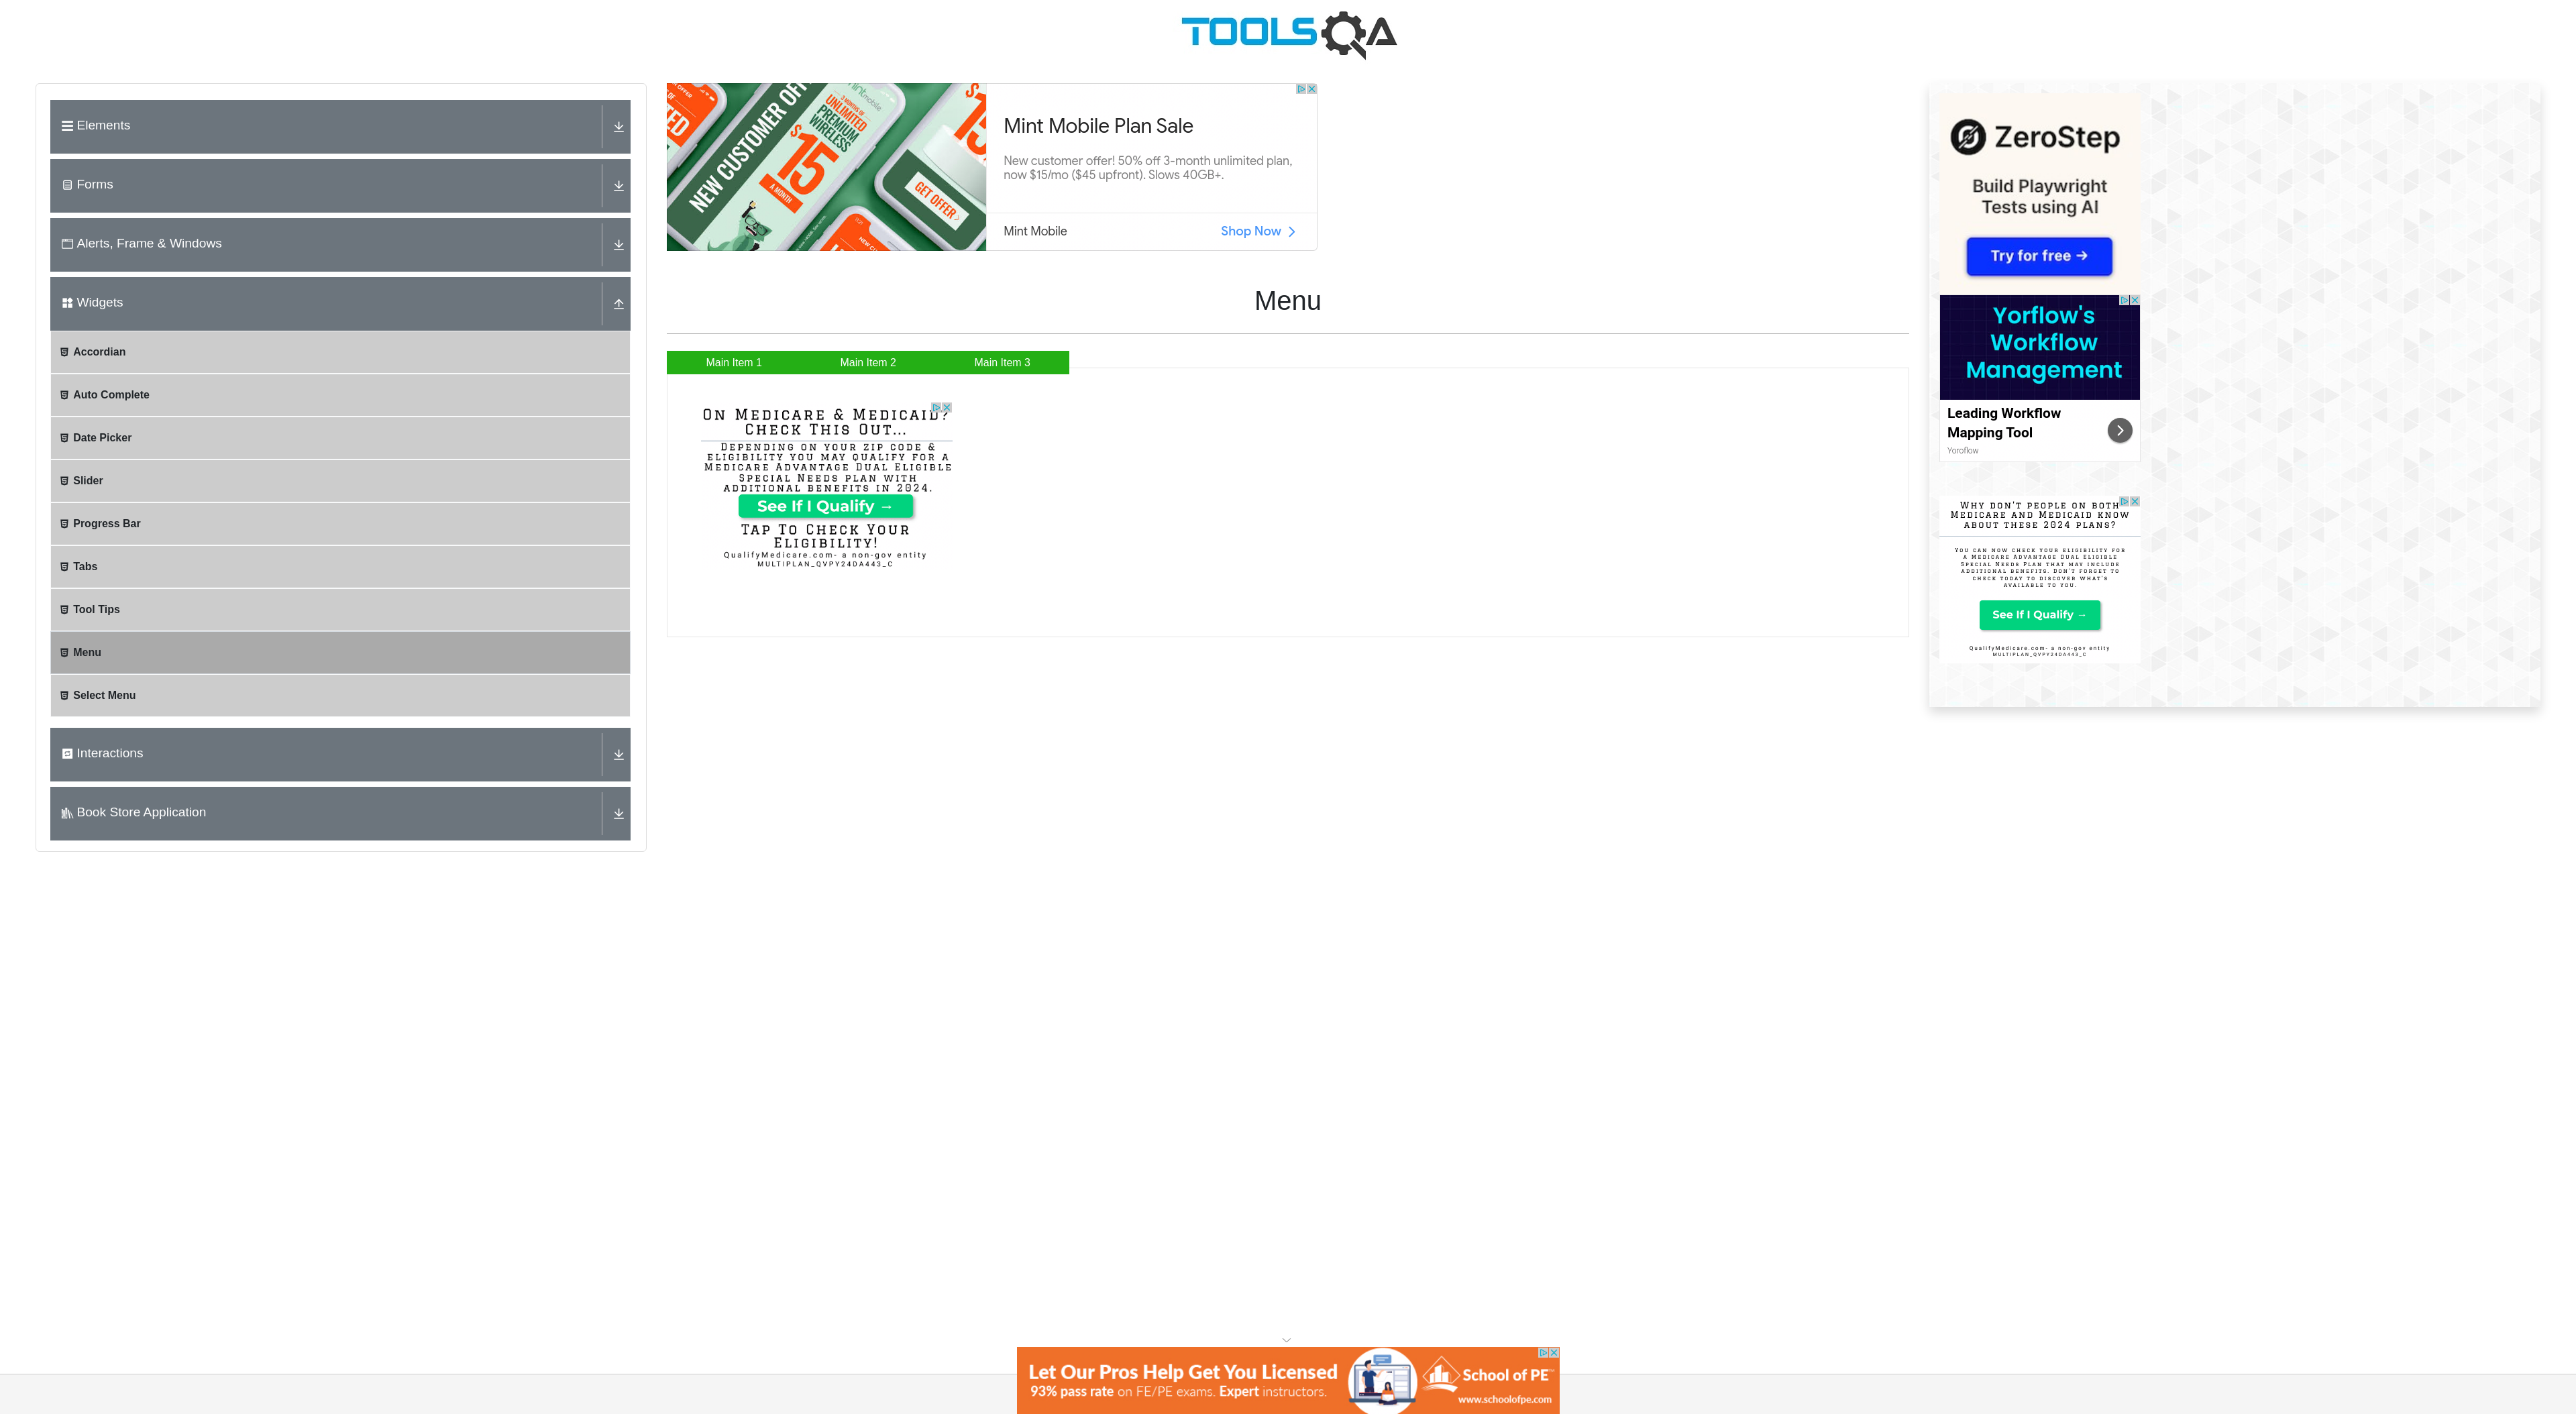 TOOLSQA
Elements
Forms
Alerts, Frame & Windows
Widgets
Accordian
Auto Complete
Date Picker
Slider
Progress Bar
Tabs
Tool Tips
Menu
Select Menu
Interactions
Book Store Application
NEW CUSTOMER OFF
3 MONTHS OF
UNLIMITED
PREMIUM
WIRELESS
$15
A MONTH
GET OFFER
Mint Mobile Plan Sale
New customer offer! 50% off 3-month unlimited plan,
now $15/mo ($45 upfront). Slows 40GB+.
Mint Mobile
Shop Now
Menu
Main Item 1
Main Item 2
Main Item 3
On Medicare & Medicaid?
Check This Out...
Depending on your zip code &
eligibility you may qualify for a
Medicare Advantage Dual Eligible
Special Needs plan with
additional benefits in 2024.
See If I Qualify →
Tap To Check Your
Eligibility!
QualifyMedicare.com- a non-gov entity
MULTIPLAN_QVPY24DA443_C
ZeroStep
Build Playwright
Tests using AI
Try for free →
Yorflow's
Workflow
Management
Leading Workflow
Mapping Tool
Yoroflow
Why don't people on both
Medicare and Medicaid know
about these 2024 plans?
You can now check your eligibility for
a Medicare Advantage Dual Eligible
Special Needs Plan that may include
additional benefits. Don't forget to
check today to discover what's
available to you.
See If I Qualify →
QualifyMedicare.com- a non-gov entity
MULTIPLAN_QVPY24DA443_C
Let Our Pros Help Get You Licensed
93% pass rate on FE/PE exams. Expert instructors.
School of PE
www.schoolofpe.com